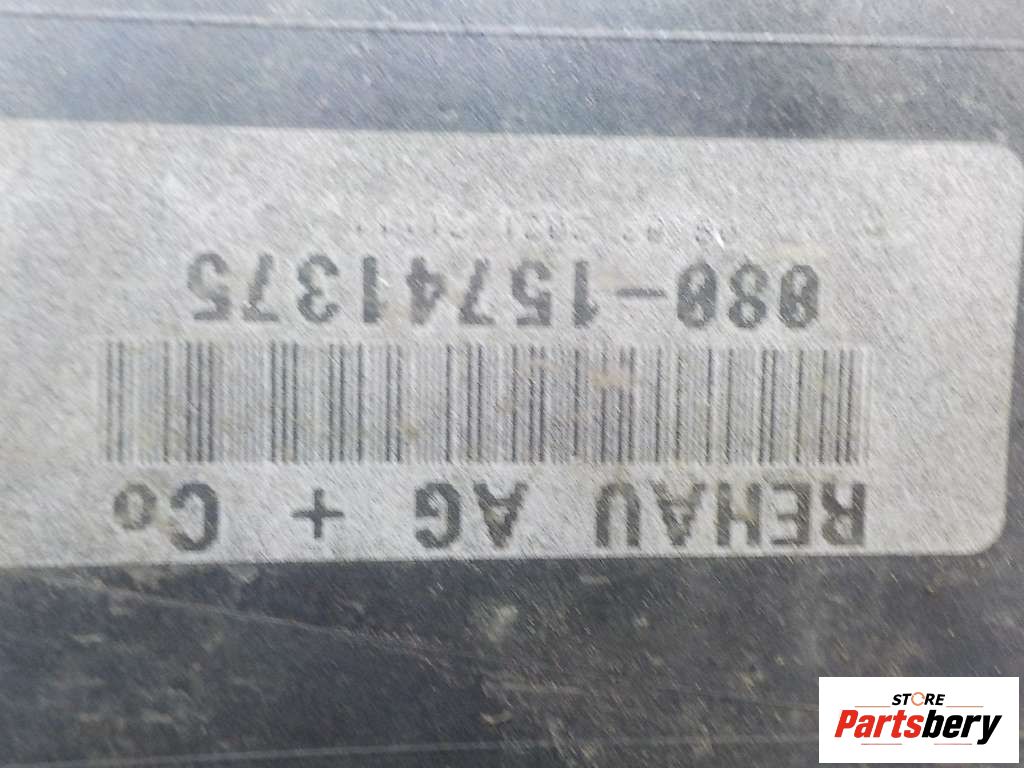 REHAU AG + Co
080-15741375
STORE
Partsbery